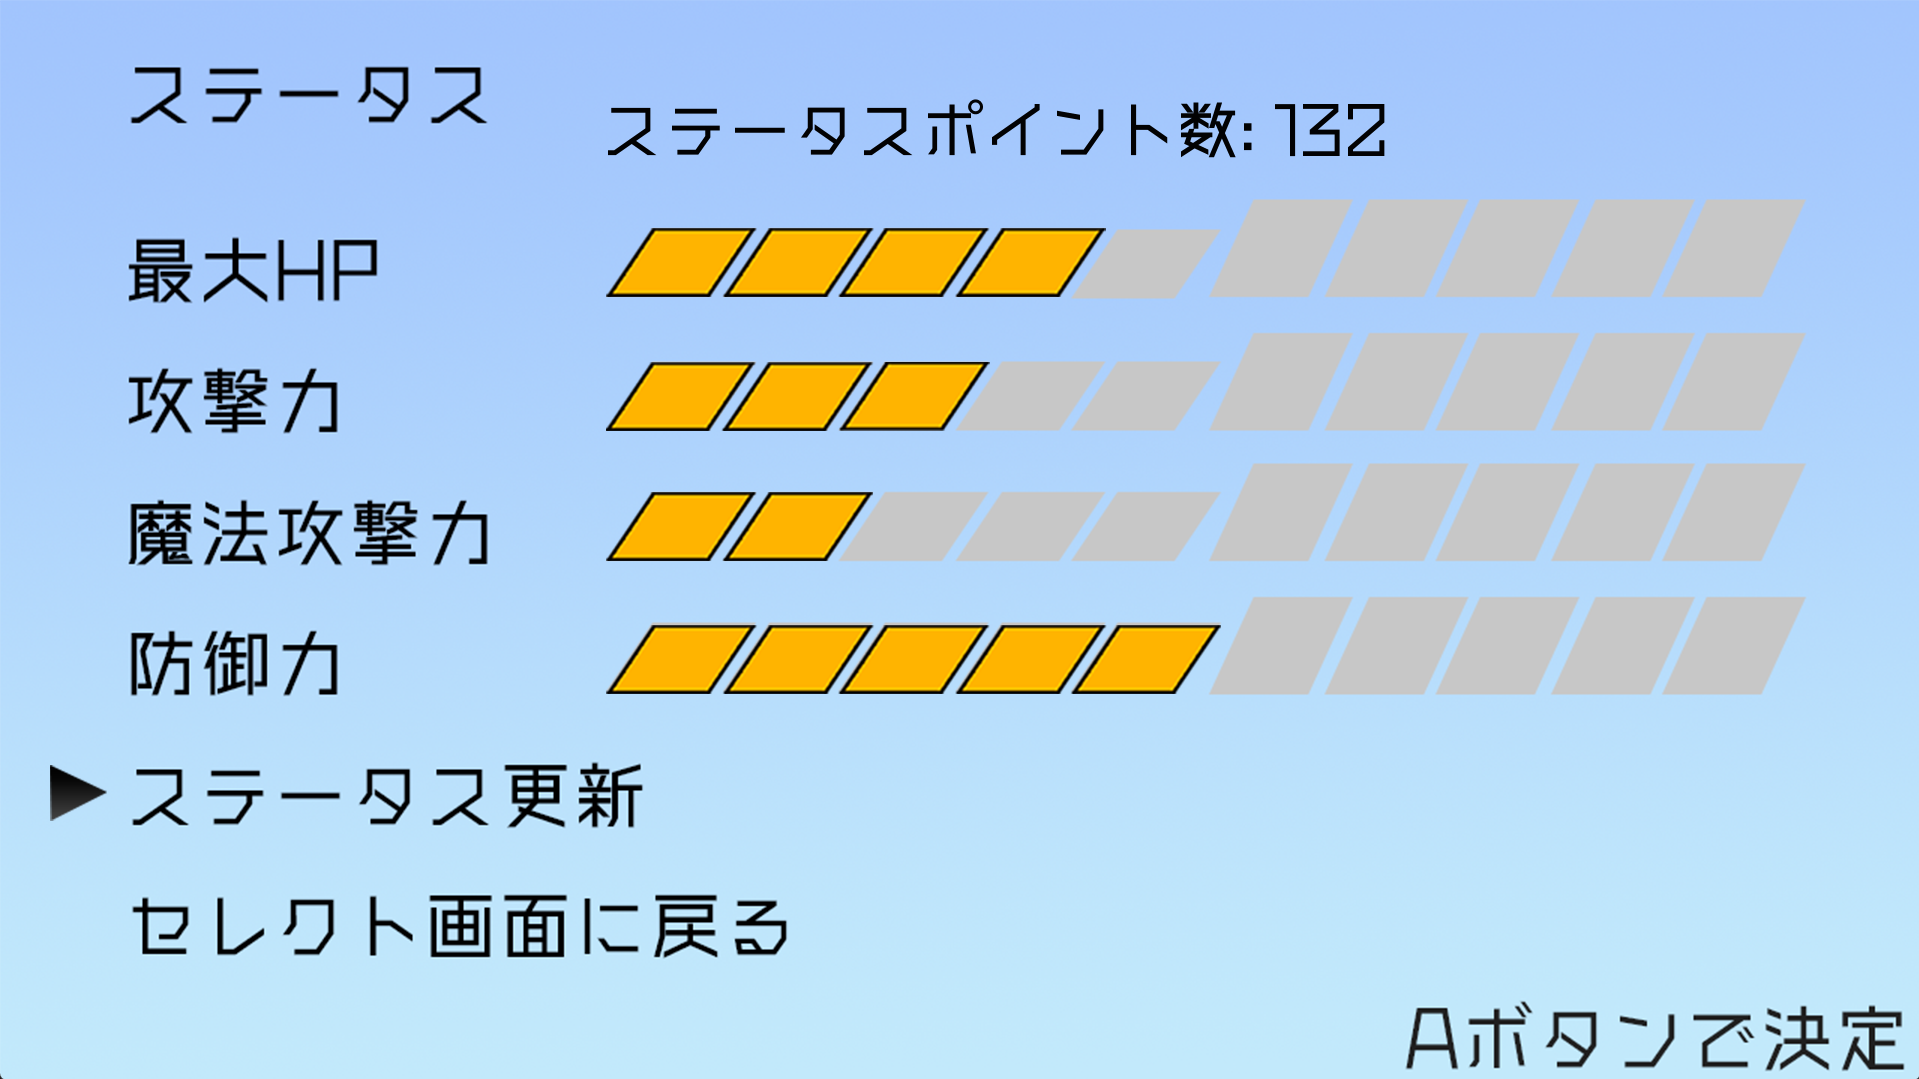 ステータス
ステータスポイント数: 132
最大HP
攻撃力
魔法攻撃力
防御力
ステータス更新
セレクト画面に戻る
Aボタンで決定